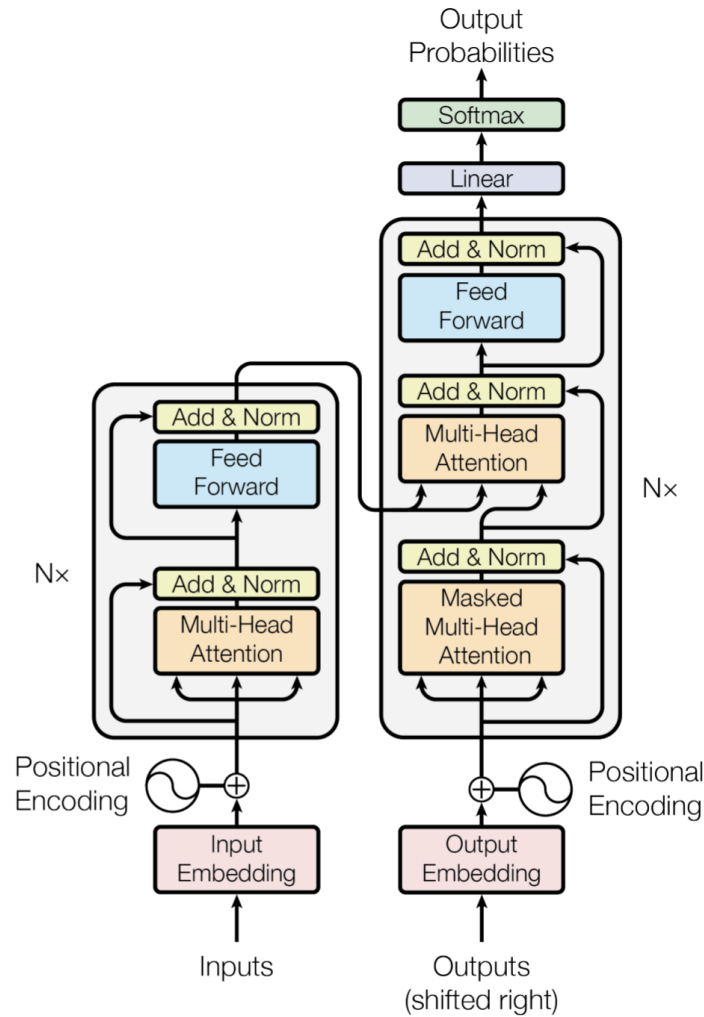 Output
Probabilities
Softmax
Linear
Add & Norm
Feed
Forward
Add & Norm
Multi-Head
Attention
Add & Norm
Masked
Multi-Head
Attention
N×
Positional
Encoding
Output
Embedding
Outputs
(shifted right)
Add & Norm
Feed
Forward
Add & Norm
Multi-Head
Attention
N×
Positional
Encoding
Input
Embedding
Inputs